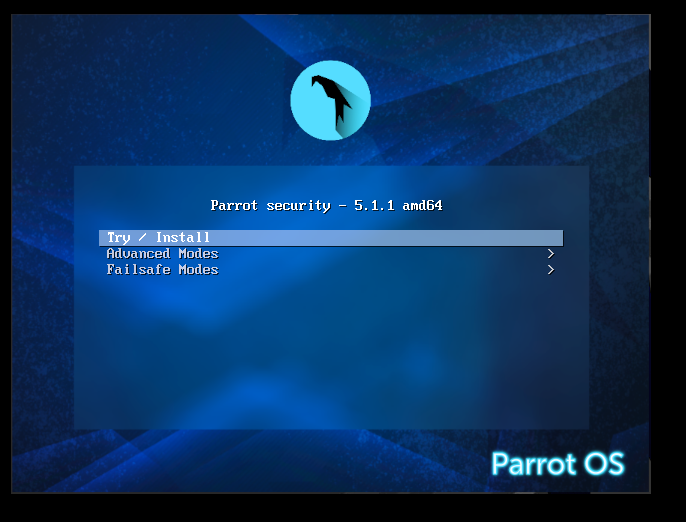 Parrot security - 5.1.1 amd64
Try / Install
Advanced Modes >
Failsafe Modes >
Parrot OS